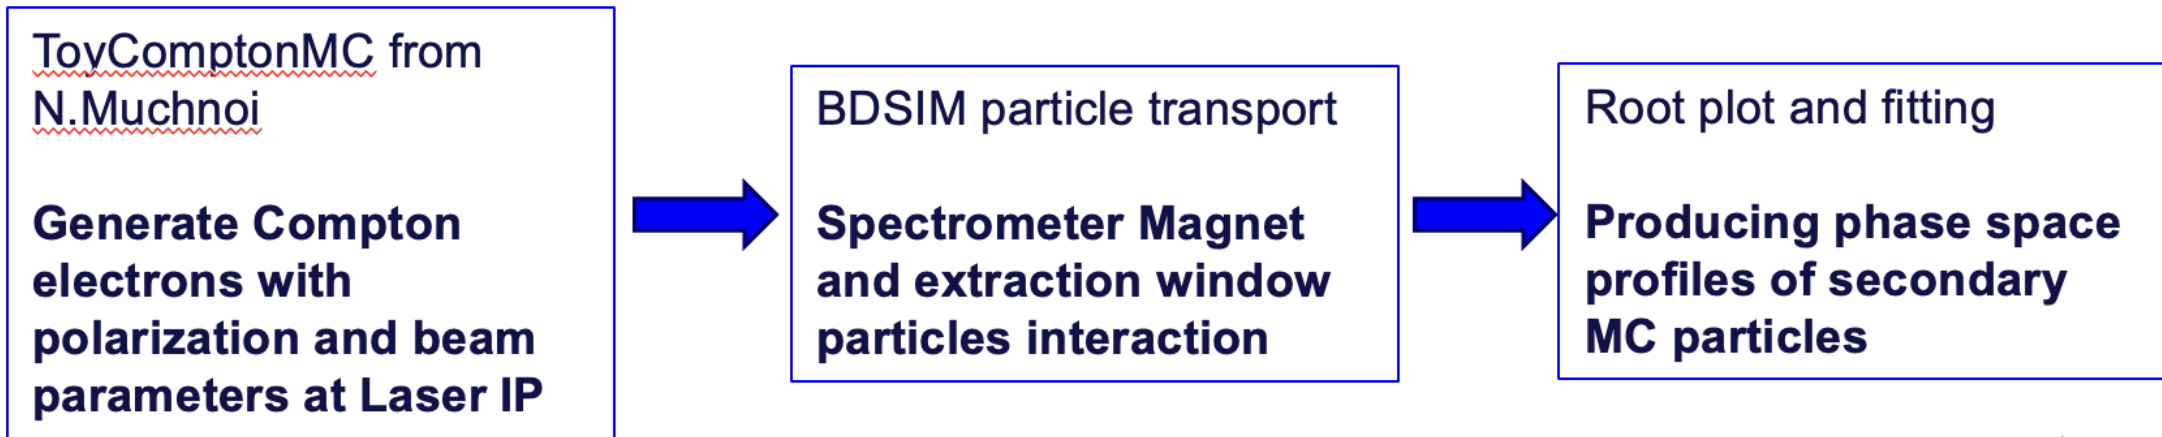 ToyComptonMC from
N.Muchnoi
Generate Compton
electrons with
polarization and beam
parameters at Laser IP
BDSIM particle transport
Spectrometer Magnet
and extraction window
particles interaction
Root plot and fitting
Producing phase space
profiles of secondary
MC particles